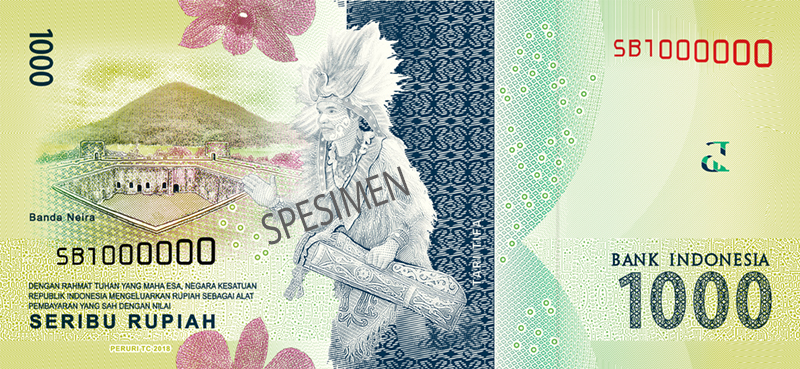 1000
SB1000000
Banda Neira
SPESIMEN
SB1000000
TARI TIFA
DENGAN RAHMAT TUHAN YANG MAHA ESA, NEGARA KESATUAN
REPUBLIK INDONESIA MENGELUARKAN RUPIAH SEBAGAI ALAT
PEMBAYARAN YANG SAH DENGAN NILAI
SERIBU RUPIAH
PERURI TC-2018
BANK INDONESIA
1000